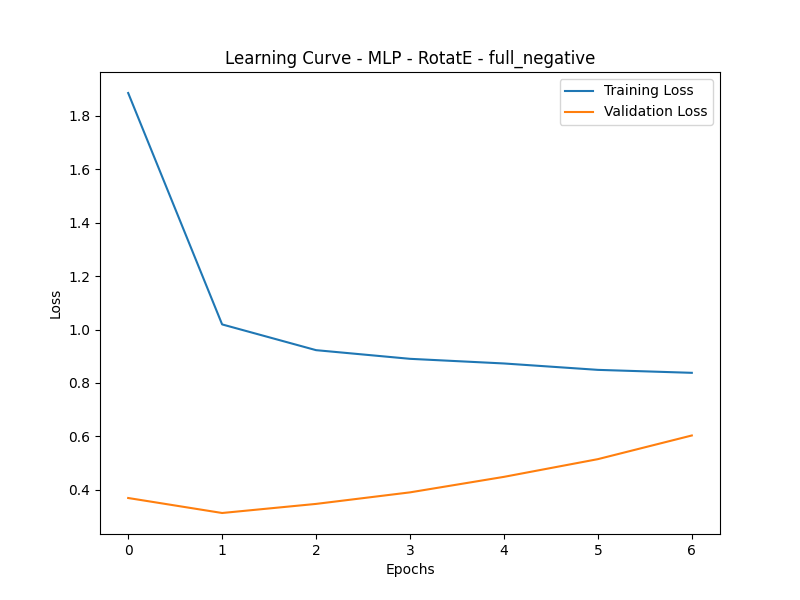 Learning Curve - MLP - RotatE - full_negative
Training Loss
Validation Loss
1.8
1.6
1.4
1.2
1.0
0.8
0.6
0.4
Loss
0 1 2 3 4 5 6
Epochs